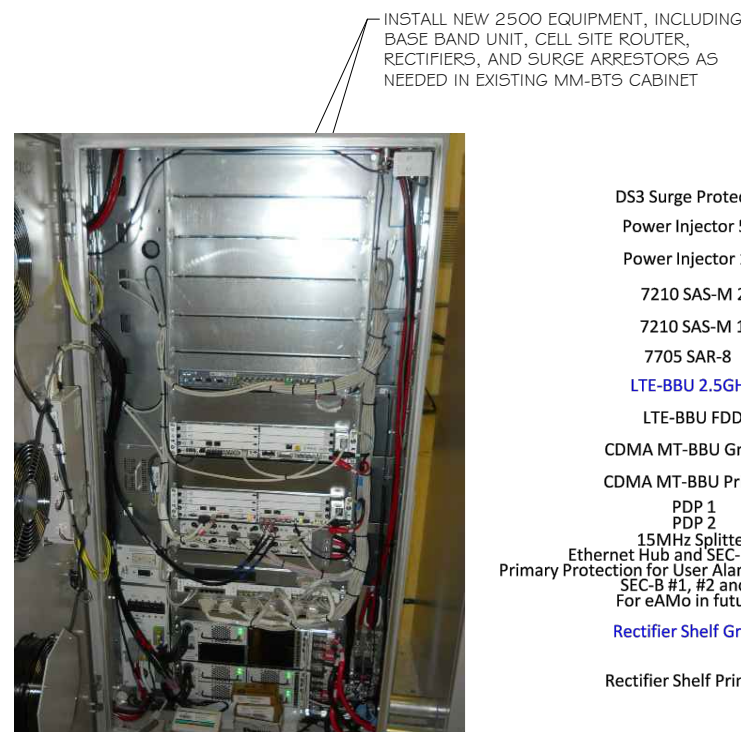 INSTALL NEW 2500 EQUIPMENT, INCLUDING
BASE BAND UNIT, CELL SITE ROUTER,
RECTIFIERS, AND SURGE ARRESTORS AS
NEEDED IN EXISTING MM-BTS CABINET
DS3 Surge Protec
Power Injector
Power Injector
7210 SAS-M 2
7210 SAS-M 1
7705 SAR-8
LTE-BBU 2.5GH
LTE-BBU FDD
CDMA MT-BBU Gr
CDMA MT-BBU Pr
PDP 1
PDP 2
15MHz Splitte
Ethernet Hub and SEC-
Primary Protection for User Alar
SEC-B #1, #2 and
For eAMo in futu
Rectifier Shelf Gr
Rectifier Shelf Prin